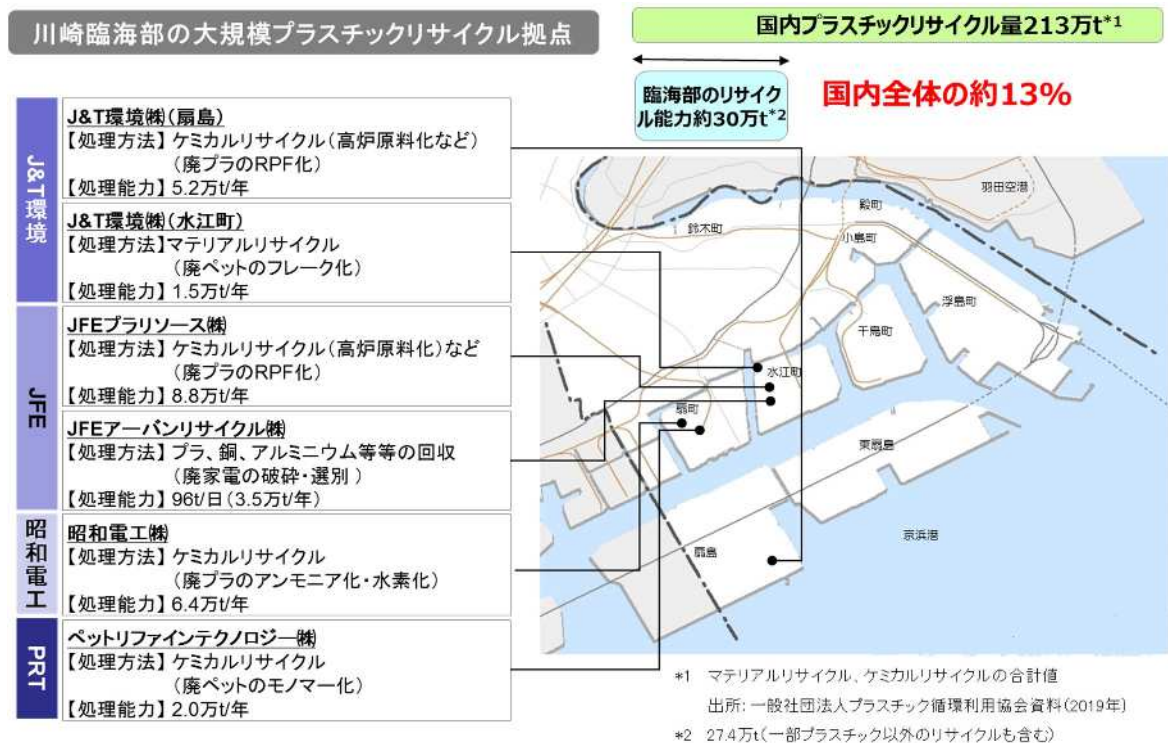 川崎臨海部の大規模プラスチックリサイクル拠点
国内プラスチックリサイクル量213万t*1
臨海部のリサイク
ル能力約30万t*2
国内全体の約13%
J&T環境
J&T環境㈱(扇島)
【処理方法】ケミカルリサイクル(高炉原料化など)
(廃プラのRPF化)
【処理能力】5.2万t/年
J&T環境㈱(水江町)
【処理方法】マテリアルリサイクル
(廃ペットのフレーク化)
【処理能力】1.5万t/年
JFE
JFEプラリソース㈱
【処理方法】ケミカルリサイクル(高炉原料化)など
(廃プラのRPF化)
【処理能力】8.8万t/年
JFEアーバンリサイクル㈱
【処理方法】プラ、銅、アルミニウム等等の回収
(廃家電の破砕・選別 )
【処理能力】96t/日(3.5万t/年)
昭和電工
昭和電工㈱
【処理方法】ケミカルリサイクル
(廃プラのアンモニア化・水素化)
【処理能力】6.4万t/年
PRT
ペットリファインテクノロジー㈱
【処理方法】ケミカルリサイクル
(廃ペットのモノマー化)
【処理能力】2.0万t/年
羽田空港
殿町
鈴木町
小島町
浮島町
千鳥町
水江町
扇町
東扇島
扇島
京浜港
*1 マテリアルリサイクル、ケミカルリサイクルの合計値
出所:一般社団法人プラスチック循環利用協会資料(2019年)
*2 27.4万t(一部プラスチック以外のリサイクルも含む)